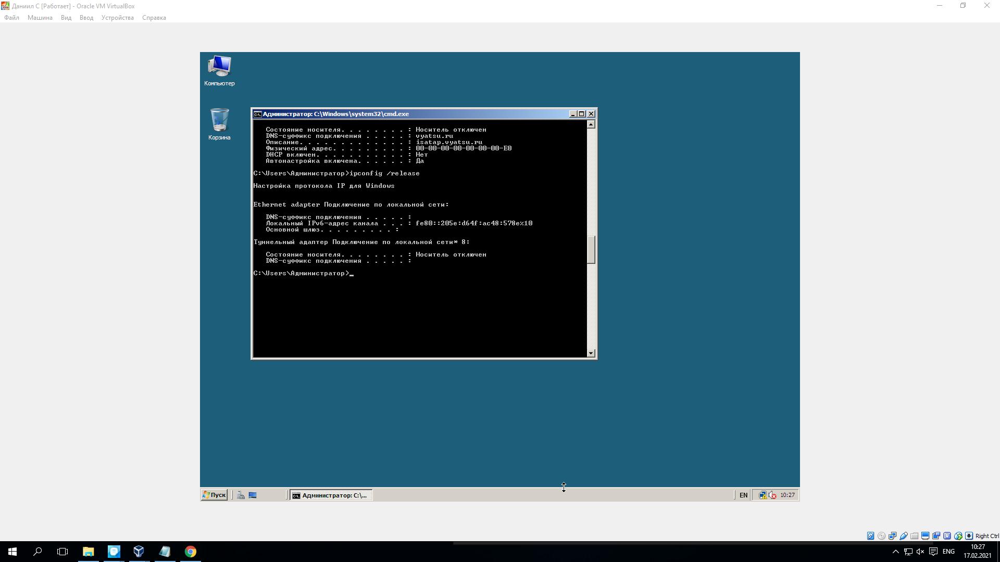 Даниил С [Работает] - Oracle VM VirtualBox
Файл Машина Вид Ввод Устройства Справка
Компьютер
Корзина
Администратор: C:\Windows\system32\cmd.exe
Состояние носителя. . . . . . . . : Носитель отключен
DNS-суффикс подключения . . . . . : vyatsu.ru
Описание. . . . . . . . . . . . . : isatap.vyatsu.ru
Физический адрес. . . . . . . . . : 00-00-00-00-00-00-00-E0
DHCP включен. . . . . . . . . . . : Нет
Автонастройка включена. . . . . . : Да
C:\Users\Администратор>ipconfig /release
Настройка протокола IP для Windows
Ethernet adapter Подключение по локальной сети:
DNS-суффикс подключения . . . . . :
Локальный IPv6-адрес канала . . . : fe80::205e:d64f:ac48:578e%10
Основной шлюз. . . . . . . . . :
Туннельный адаптер Подключение по локальной сети* 8:
Состояние носителя. . . . . . . . : Носитель отключен
DNS-суффикс подключения . . . . . :
C:\Users\Администратор>_
Пуск
Администратор: C:\...
EN
10:27
Right Ctrl
ENG
10:27
17.02.2021